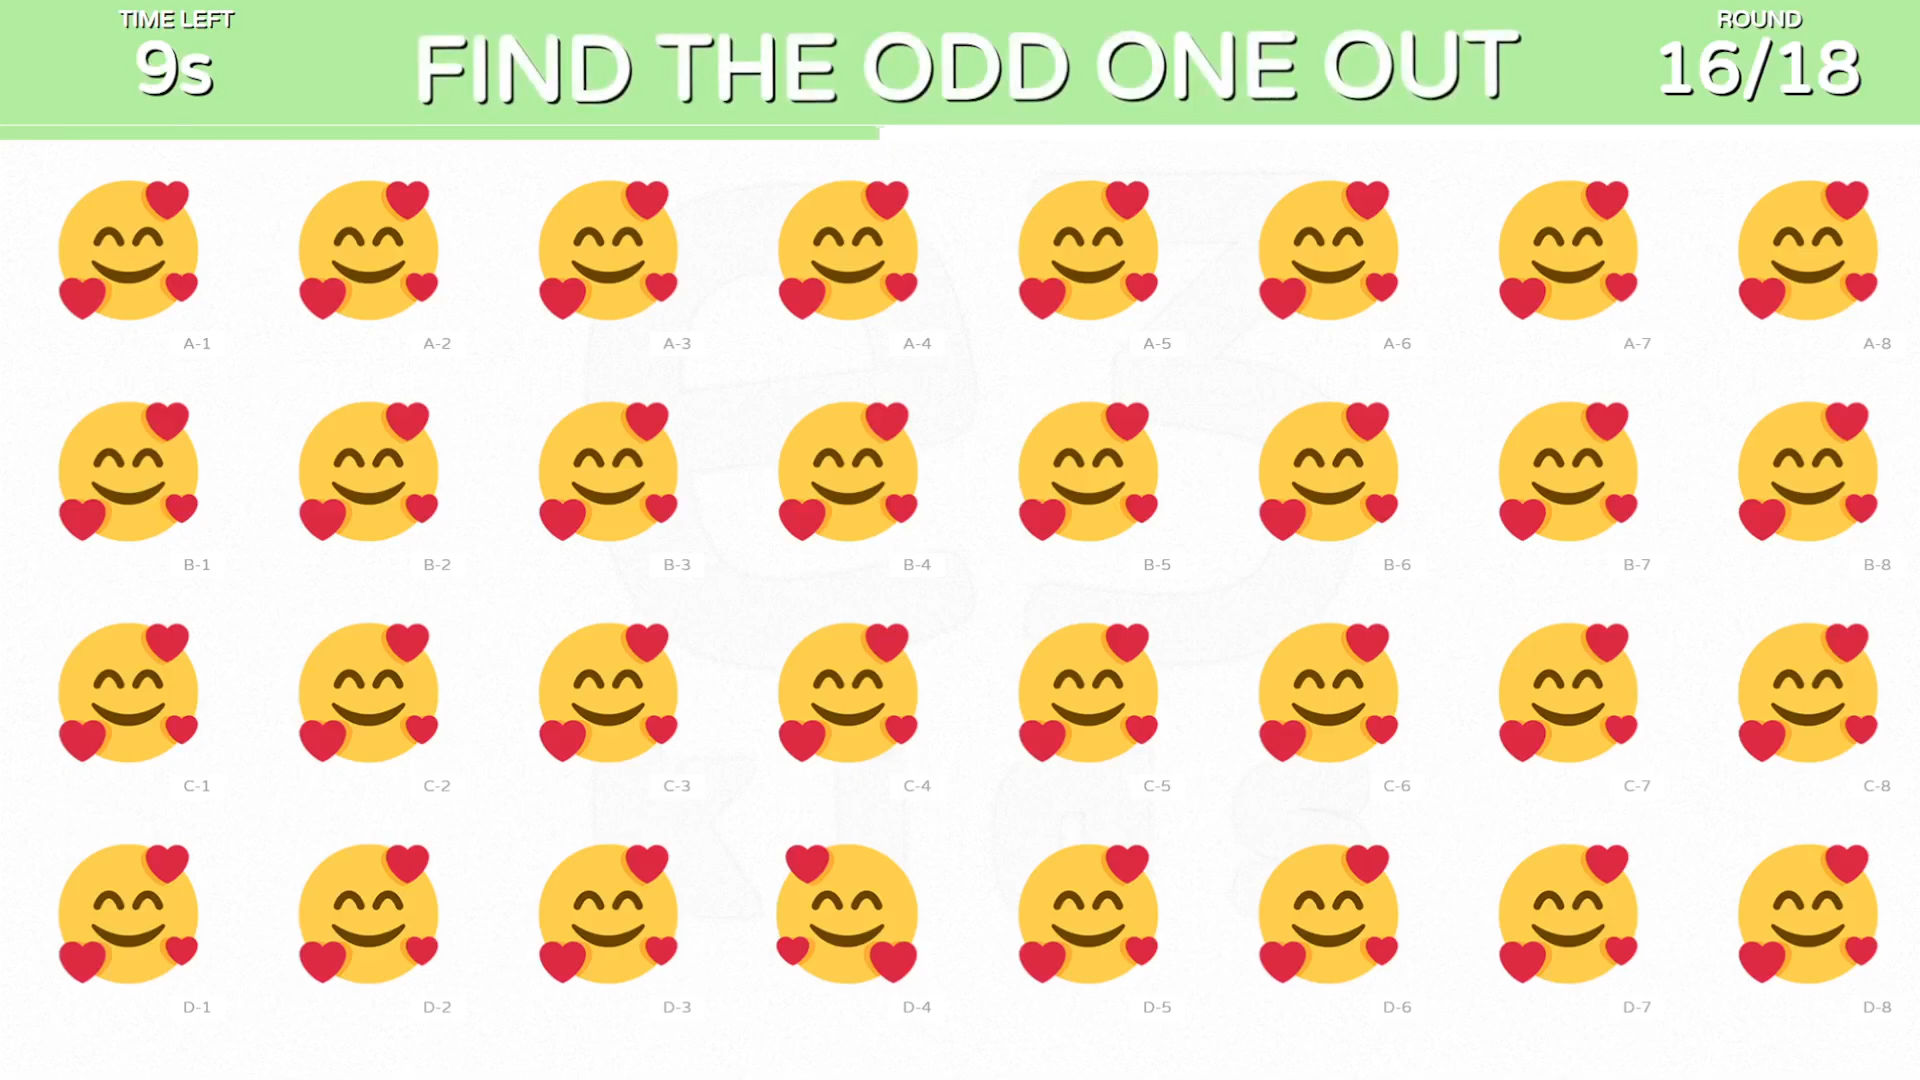 TIME LEFT
9s
FIND THE ODD ONE OUT
ROUND
16/18
A-1 A-2 A-3 A-4 A-5 A-6 A-7 A-8
B-1 B-2 B-3 B-4 B-5 B-6 B-7 B-8
C-1 C-2 C-3 C-4 C-5 C-6 C-7 C-8
D-1 D-2 D-3 D-4 D-5 D-6 D-7 D-8